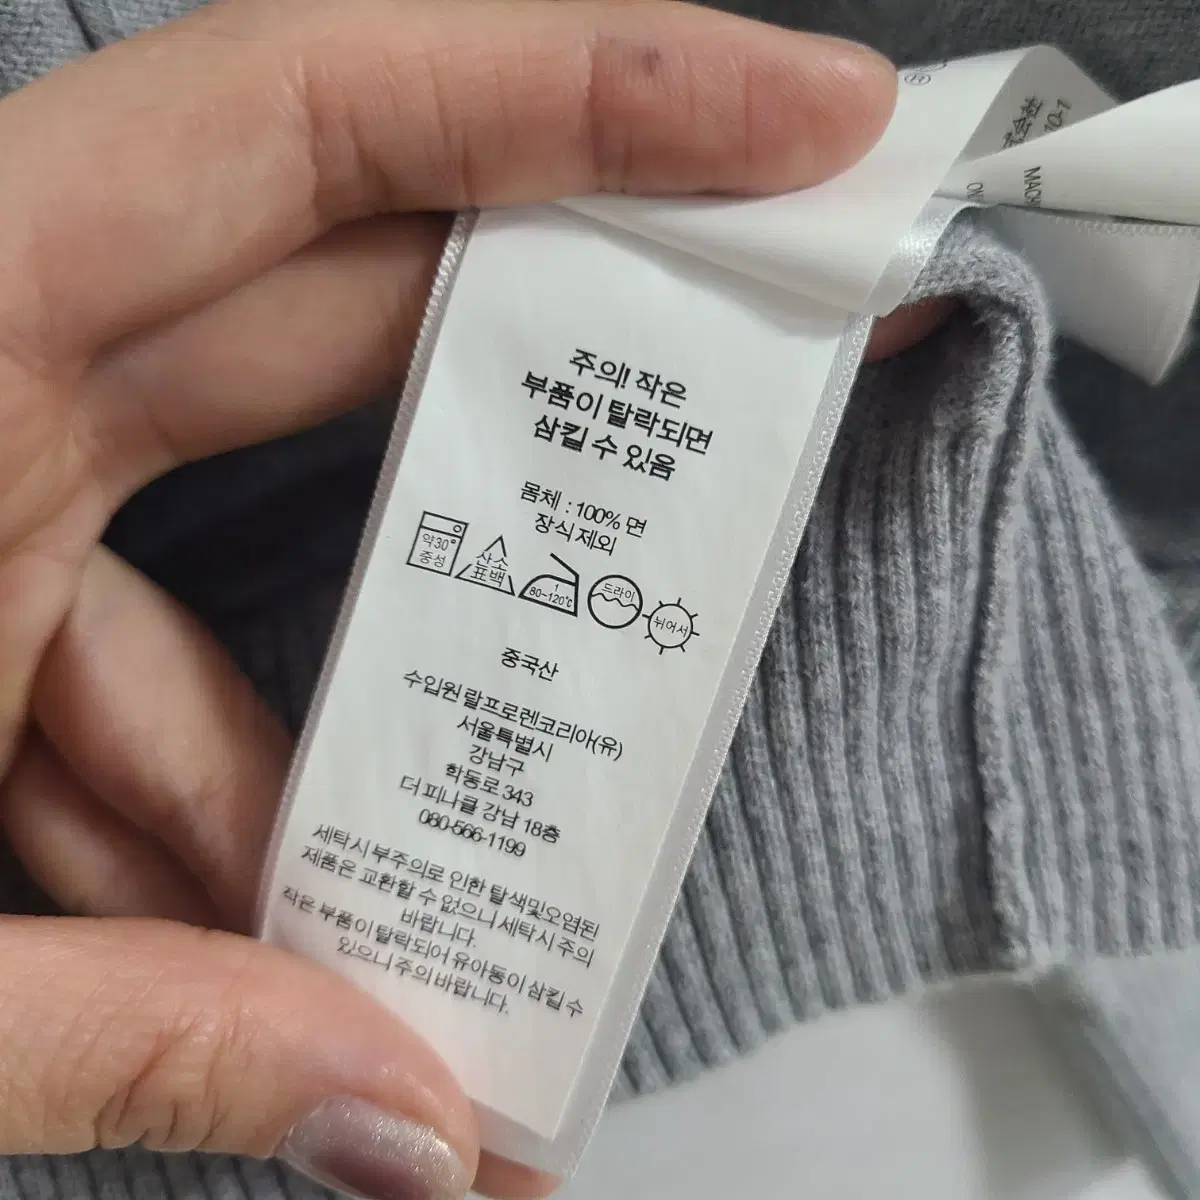 주의! 작은
부품이 탈락되면
삼킬 수 있음
몸체 : 100% 면
장식제외
약30°
중성
산소
표백
1
80~120℃
드라이
뉘어서
중국산
수입원 랄프로렌코리아(유)
서울특별시
강남구
학동로 343
더 피나클 강남 18층
080-566-1199
세탁시 부주의로 인한 탈색및오염된
제품은 교환할 수 없으니 세탁시 주의
바랍니다.
작은 부품이 탈락되어 유아동이 삼킬 수
있으니 주의 바랍니다.